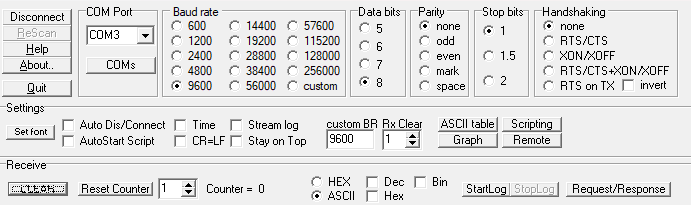 Disconnect
ReScan
Help
About..
Quit
COM Port
COM3
COMs
Baud rate
600 14400 57600
1200 19200 115200
2400 28800 128000
4800 38400 256000
9600 56000 custom
Data bits
5
6
7
8
Parity
none
odd
even
mark
space
Stop bits
1
1.5
2
Handshaking
none
RTS/CTS
XON/XOFF
RTS/CTS+XON/XOFF
RTS on TX invert
Settings
Set font
Auto Dis/Connect Time Stream log
AutoStart Script CR=LF Stay on Top
custom BR Rx Clear
9600 1
ASCII table Scripting
Graph Remote
Receive
CLEAR Reset Counter 1 Counter = 0
HEX Dec Bin
ASCII Hex
StartLog StopLog Request/Response